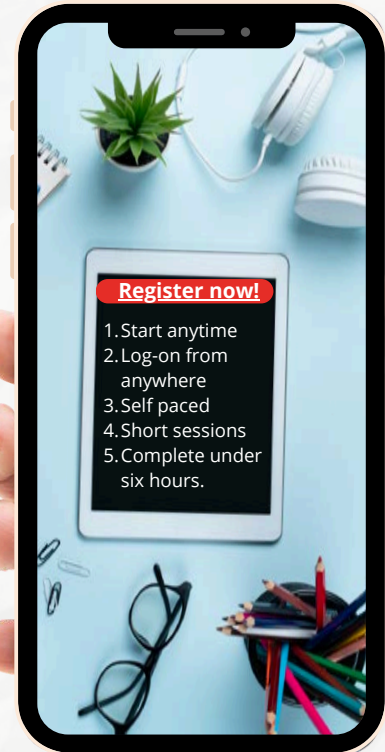 Register now!
1.Start anytime
2.Log-on from
anywhere
3.Self paced
4.Short sessions
5.Complete under
six hours.